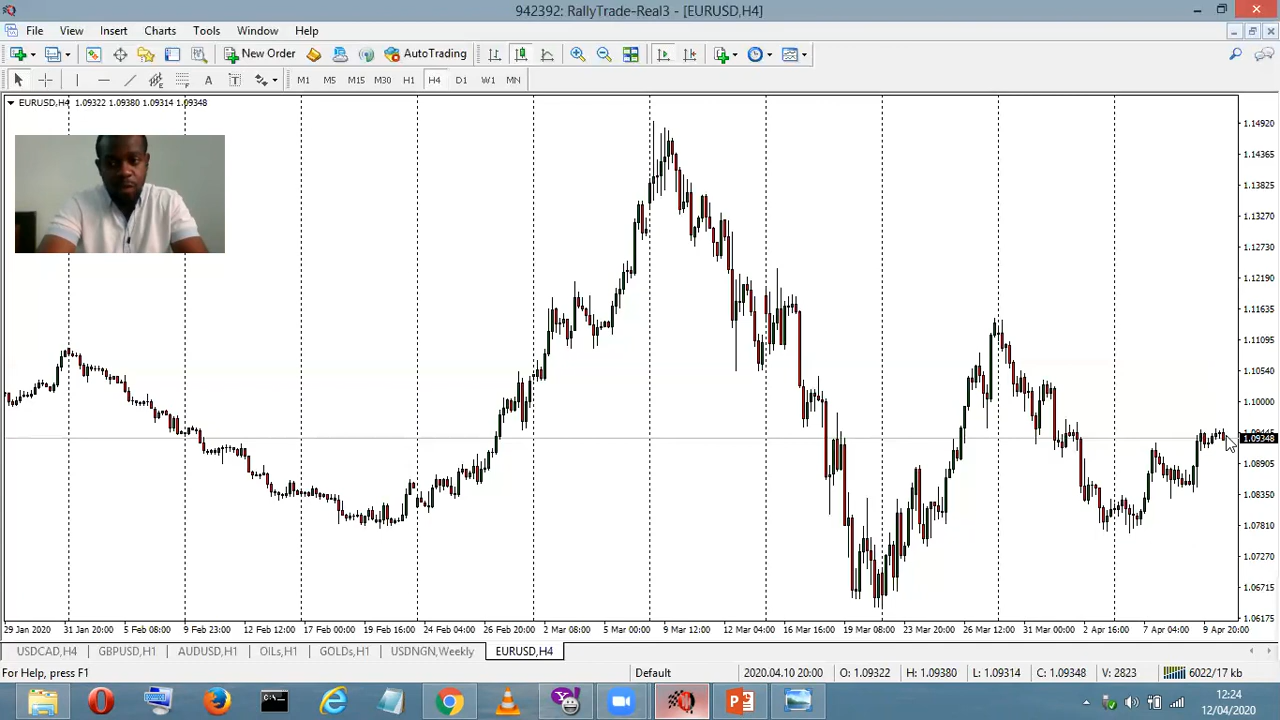 942392: RallyTrade-Real3 - [EURUSD,H4]
File View Insert Charts Tools Window Help
New Order AutoTrading
A T M1 M5 M15 M30 H1 H4 D1 W1 MN
EURUSD,H4 1.09322 1.09380 1.09314 1.09348
1.14920
1.14365
1.13825
1.13270
1.12730
1.12190
1.11635
1.11095
1.10540
1.10000
1.09348
1.08905
1.08350
1.07810
1.07270
1.06715
1.06175
29 Jan 2020 31 Jan 20:00 5 Feb 08:00 9 Feb 23:00 12 Feb 12:00 17 Feb 00:00 19 Feb 16:00 24 Feb 04:00 26 Feb 20:00 2 Mar 08:00 5 Mar 00:00 9 Mar 12:00 12 Mar 04:00 16 Mar 16:00 19 Mar 08:00 23 Mar 20:00 26 Mar 12:00 31 Mar 00:00 2 Apr 16:00 7 Apr 04:00 9 Apr 20:00
USDCAD,H4 GBPUSD,H1 AUDUSD,H1 OILs,H1 GOLDs,H1 USDNGN,Weekly EURUSD,H4
For Help, press F1 Default 2020.04.10 20:00 O: 1.09322 H: 1.09380 L: 1.09314 C: 1.09348 V: 2823 6022/17 kb
12:24
12/04/2020